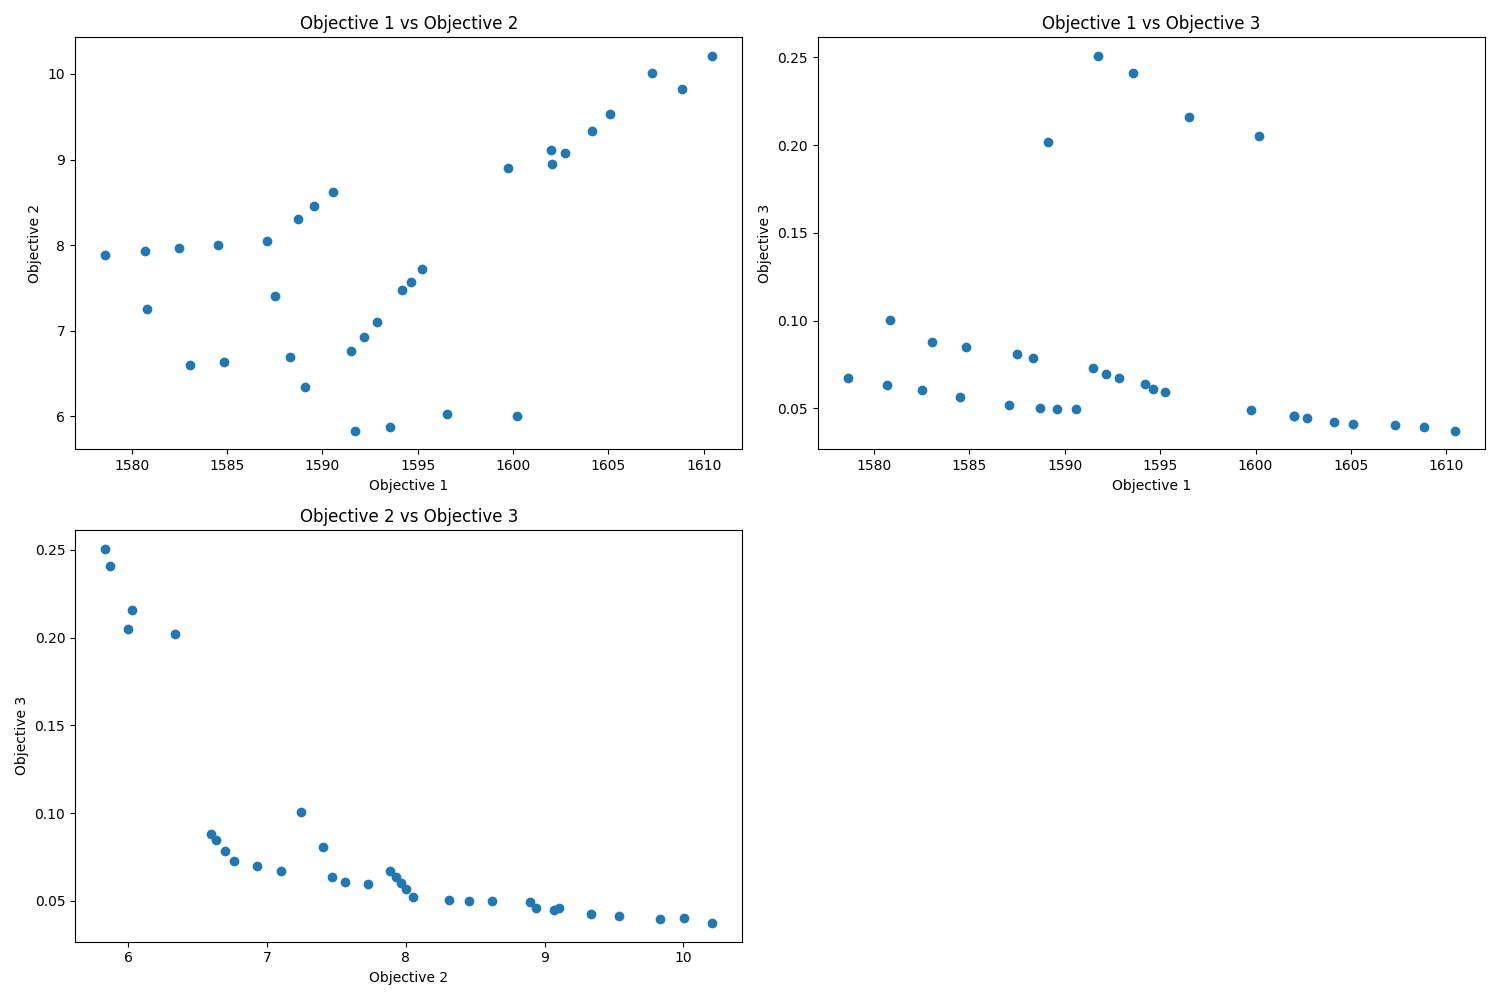 Objective 1 vs Objective 2
10
9
8
7
6
Objective 2
1580 1585 1590 1595 1600 1605 1610
Objective 1
Objective 1 vs Objective 3
0.25
0.20
0.15
0.10
0.05
Objective 3
1580 1585 1590 1595 1600 1605 1610
Objective 1
Objective 2 vs Objective 3
0.25
0.20
0.15
0.10
0.05
Objective 3
6 7 8 9 10
Objective 2